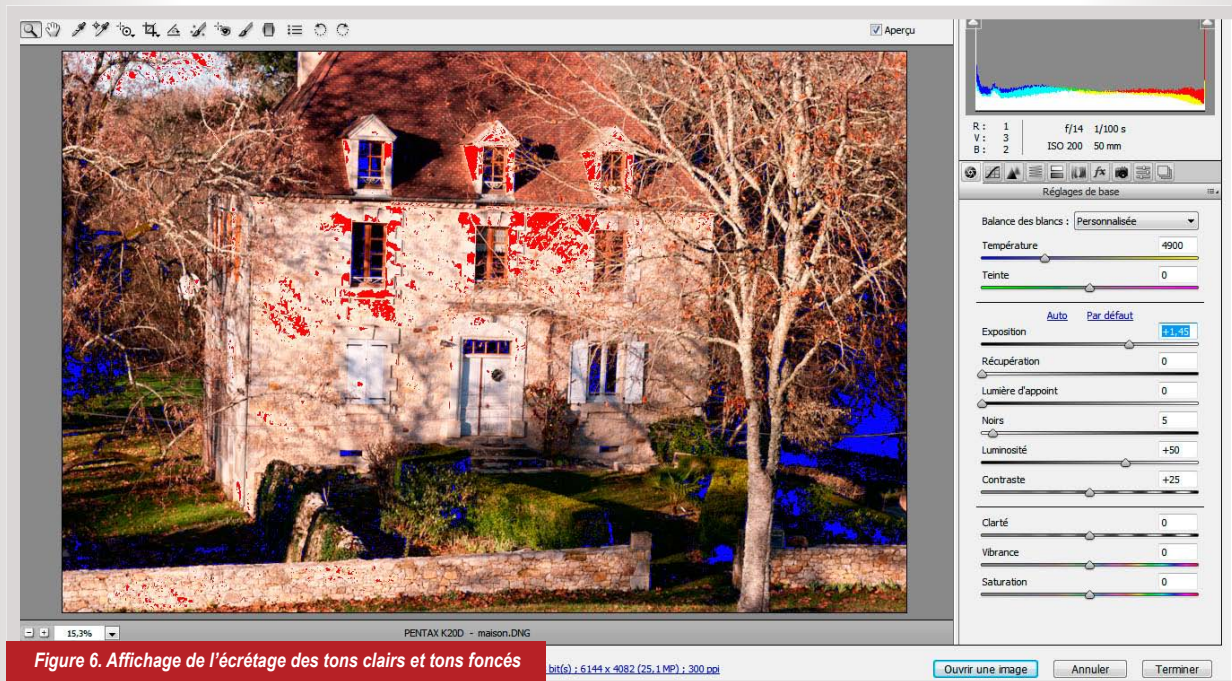 Aperçu
R : 1
V : 3
B : 2
f/14 1/100 s
ISO 200 50 mm
fx
Réglages de base
Balance des blancs : Personnalisée
Température 4900
Teinte 0
Auto Par défaut
Exposition +1,45
Récupération 0
Lumière d'appoint 0
Noirs 5
Luminosité +50
Contraste +25
Clarté 0
Vibrance 0
Saturation 0
15,3% PENTAX K20D - maison.DNG
Figure 6. Affichage de l'écrêtage des tons clairs et tons foncés
bit(s) ; 6144 x 4082 (25,1 MP) ; 300 ppi
Ouvrir une image Annuler Terminer